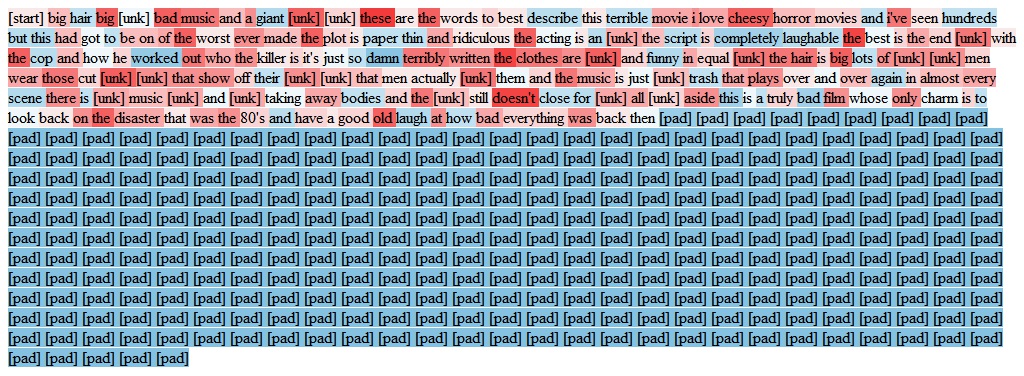 [start] big hair big [unk] bad music and a giant [unk] [unk] these are the words to best describe this terrible movie i love cheesy horror movies and i've seen hundreds
but this had got to be on of the worst ever made the plot is paper thin and ridiculous the acting is an [unk] the script is completely laughable the best is the end [unk] with
the cop and how he worked out who the killer is it's just so damn terribly written the clothes are [unk] and funny in equal [unk] the hair is big lots of [unk] [unk] men
wear those cut [unk] [unk] that show off their [unk] [unk] that men actually [unk] them and the music is just [unk] trash that plays over and over again in almost every
scene there is [unk] music [unk] and [unk] taking away bodies and the [unk] still doesn't close for [unk] all [unk] aside this is a truly bad film whose only charm is to
look back on the disaster that was the 80's and have a good old laugh at how bad everything was back then [pad] [pad] [pad] [pad] [pad] [pad] [pad] [pad] [pad]
[pad] [pad] [pad] [pad] [pad] [pad] [pad] [pad] [pad] [pad] [pad] [pad] [pad] [pad] [pad] [pad] [pad] [pad] [pad] [pad] [pad] [pad] [pad] [pad] [pad] [pad] [pad]
[pad] [pad] [pad] [pad] [pad] [pad] [pad] [pad] [pad] [pad] [pad] [pad] [pad] [pad] [pad] [pad] [pad] [pad] [pad] [pad] [pad] [pad] [pad] [pad] [pad] [pad] [pad]
[pad] [pad] [pad] [pad] [pad] [pad] [pad] [pad] [pad] [pad] [pad] [pad] [pad] [pad] [pad] [pad] [pad] [pad] [pad] [pad] [pad] [pad] [pad] [pad] [pad] [pad] [pad]
[pad] [pad] [pad] [pad] [pad] [pad] [pad] [pad] [pad] [pad] [pad] [pad] [pad] [pad] [pad] [pad] [pad] [pad] [pad] [pad] [pad] [pad] [pad] [pad] [pad] [pad] [pad]
[pad] [pad] [pad] [pad] [pad] [pad] [pad] [pad] [pad] [pad] [pad] [pad] [pad] [pad] [pad] [pad] [pad] [pad] [pad] [pad] [pad] [pad] [pad] [pad] [pad] [pad] [pad]
[pad] [pad] [pad] [pad] [pad] [pad] [pad] [pad] [pad] [pad] [pad] [pad] [pad] [pad] [pad] [pad] [pad] [pad] [pad] [pad] [pad] [pad] [pad] [pad] [pad] [pad] [pad]
[pad] [pad] [pad] [pad] [pad] [pad] [pad] [pad] [pad] [pad] [pad] [pad] [pad] [pad] [pad] [pad] [pad] [pad] [pad] [pad] [pad] [pad] [pad] [pad] [pad] [pad] [pad]
[pad] [pad] [pad] [pad] [pad] [pad] [pad] [pad] [pad] [pad] [pad] [pad] [pad] [pad] [pad] [pad] [pad] [pad] [pad] [pad] [pad] [pad] [pad] [pad] [pad] [pad] [pad]
[pad] [pad] [pad] [pad] [pad] [pad] [pad] [pad] [pad] [pad] [pad] [pad] [pad] [pad] [pad] [pad] [pad] [pad] [pad] [pad] [pad] [pad] [pad] [pad] [pad] [pad] [pad]
[pad] [pad] [pad] [pad] [pad] [pad] [pad] [pad] [pad] [pad] [pad] [pad] [pad] [pad] [pad] [pad] [pad] [pad] [pad] [pad] [pad] [pad] [pad] [pad] [pad] [pad] [pad]
[pad] [pad] [pad] [pad] [pad] [pad] [pad] [pad] [pad] [pad] [pad] [pad] [pad] [pad] [pad] [pad] [pad] [pad] [pad] [pad] [pad] [pad] [pad] [pad] [pad] [pad] [pad]
[pad] [pad] [pad] [pad] [pad]